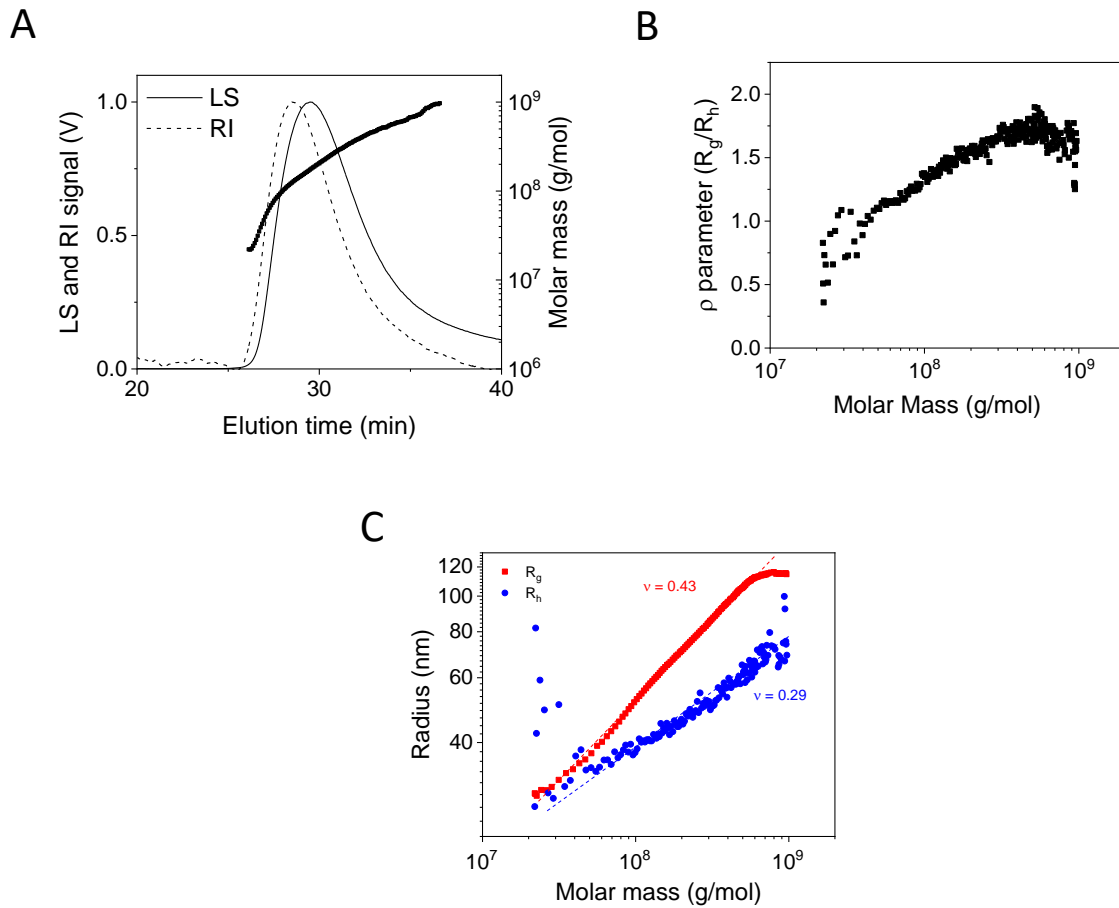 A
LS
RI
1.0
0.5
0.0
LS and RI signal (V)
10⁹
10⁸
10⁷
10⁶
Molar mass (g/mol)
20
30
40
Elution time (min)
B
2.0
1.5
1.0
0.5
0.0
ρ parameter (Rg/Rh)
10⁷
10⁸
10⁹
Molar Mass (g/mol)
C
120
100
80
60
40
Radius (nm)
Rg
Rh
ν = 0.43
ν = 0.29
10⁷
10⁸
10⁹
Molar mass (g/mol)